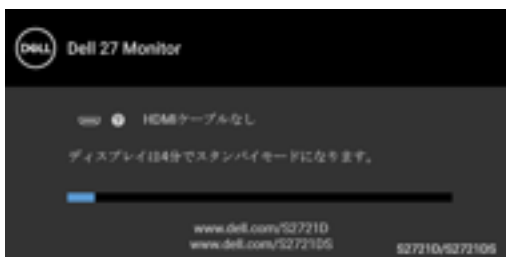 DELL
Dell 27 Monitor
HDMIケーブルなし
ディスプレイは4分でスタンバイモードになります。
www.dell.com/S2721D
www.dell.com/S2721DS
S2721D/S2721DS